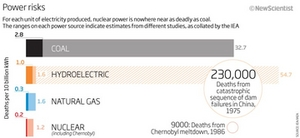 Power risks
©NewScientist
For each unit of electricity produced, nuclear power is nowhere near as deadly as coal.
The ranges on each power source indicate estimates from different studies, as collated by the IEA
Deaths per 10 billion kWh
2.8
COAL
32.7
1.0
HYDROELECTRIC
1.6
54.7
0.3
NATURAL GAS
1.6
0.2
NUCLEAR
(including Chernobyl)
1.2
230,000
Deaths from
catastrophic
sequence of dam
failures in China,
1975
9000: Deaths from
Chernobyl meltdown, 1986